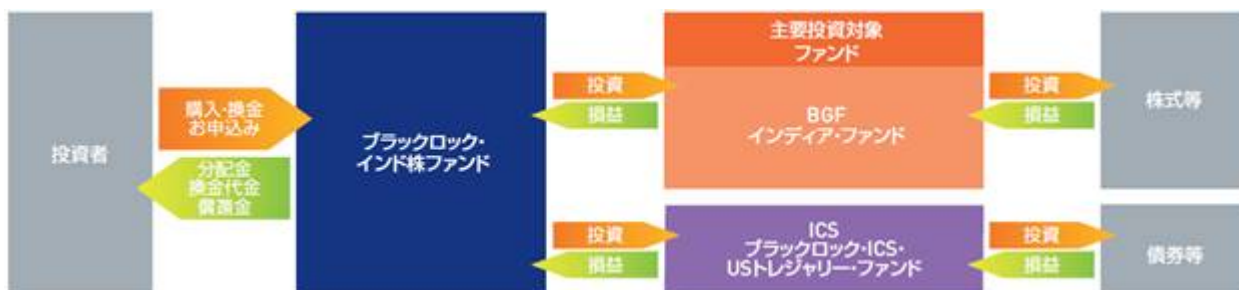 投資者
購入・換金
お申込み
分配金
換金代金
償還金
ブラックロック・
インド株ファンド
投資
損益
投資
損益
主要投資対象
ファンド
BGF
インディア・ファンド
ICS
ブラックロック・ICS・
USトレジャリー・ファンド
投資
損益
投資
損益
株式等
債券等